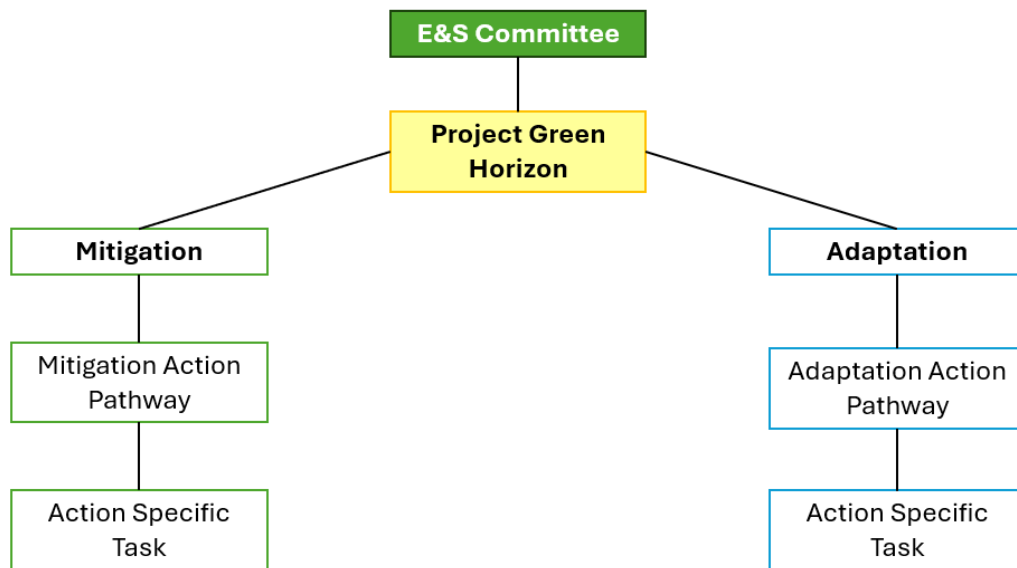 E&S Committee
Project Green
Horizon
Mitigation
Adaptation
Mitigation Action
Pathway
Adaptation Action
Pathway
Action Specific
Task
Action Specific
Task